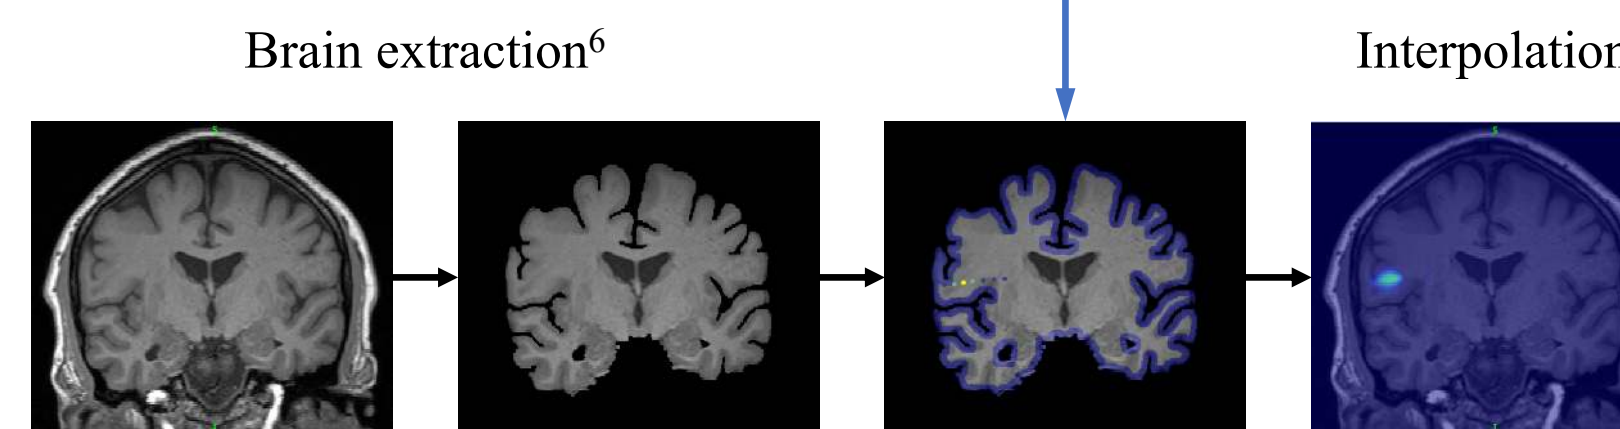 Brain extraction⁶
Interpolation
S
S